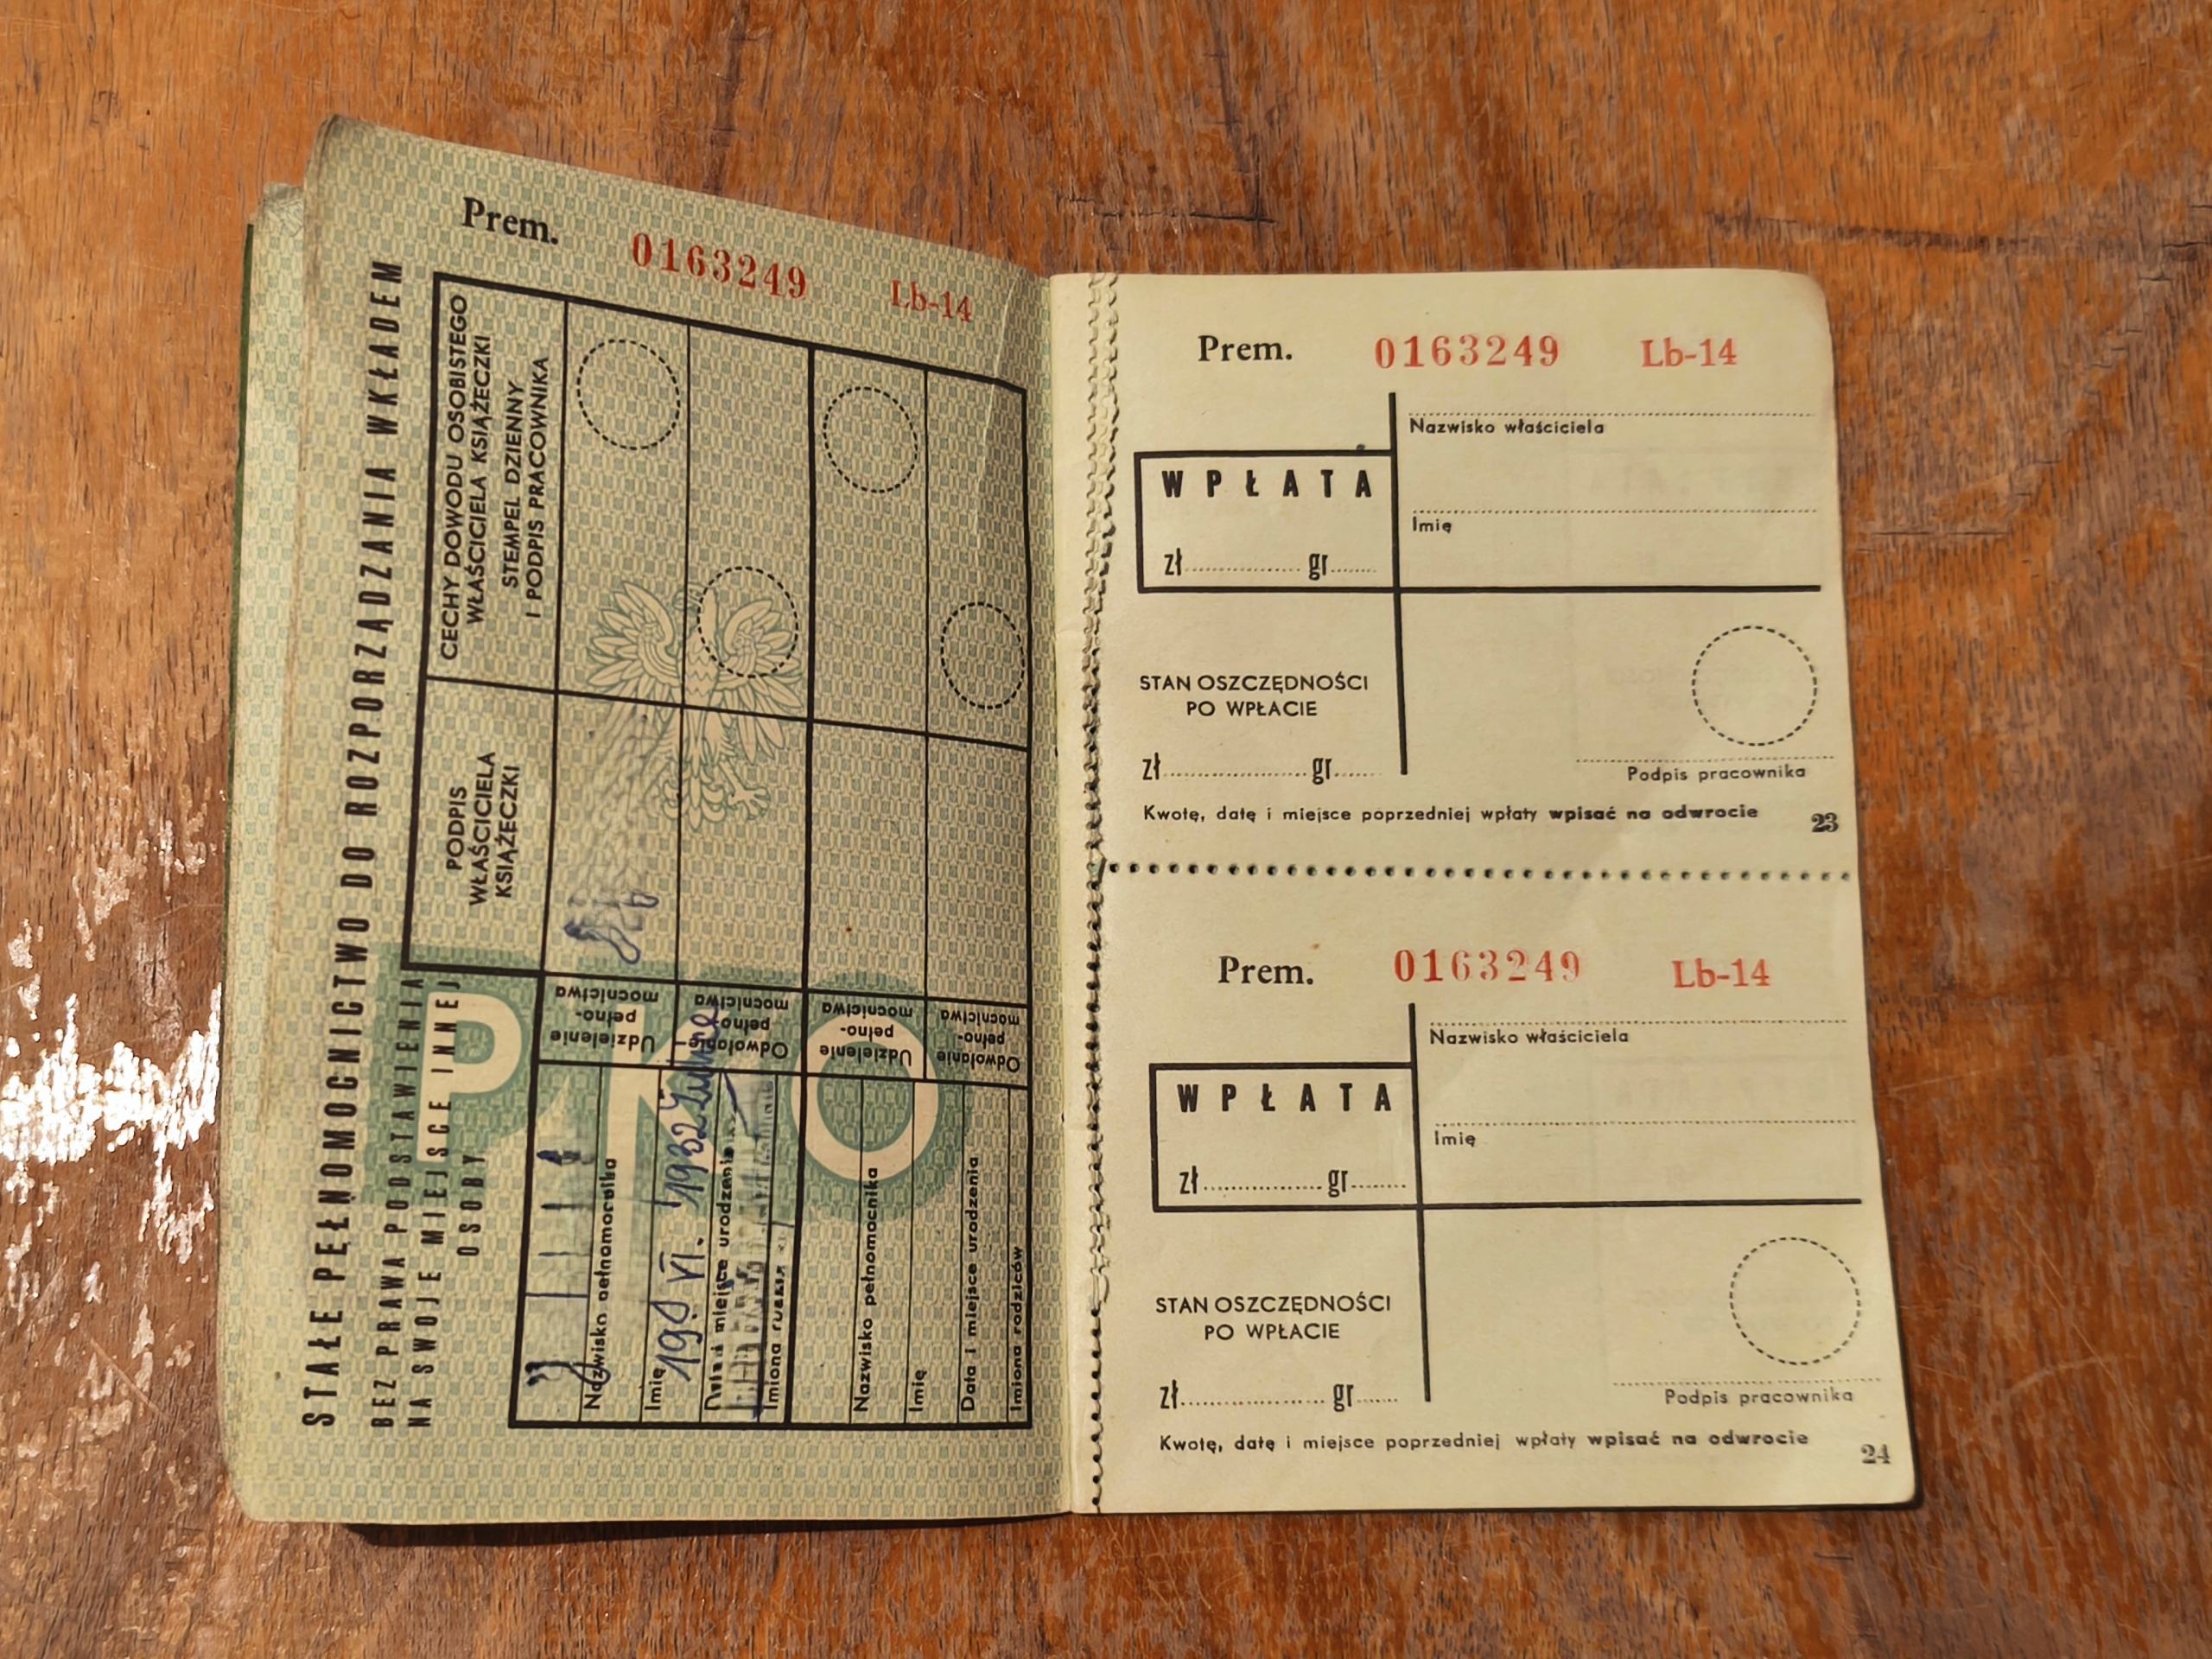 Prem. 0163249 Lb-14
STAŁE PEŁNOMOCNICTWO DO ROZPORZĄDZANIA WKŁADEM
BEZ PRAWA PODSTAWIENIA
NA SWOJE MIEJSCE INNEJ
OSOBY
CECHY DOWODU OSOBISTEGO
WŁAŚCICIELA KSIĄŻECZKI
STEMPEL DZIENNY
I PODPIS PRACOWNIKA
PODPIS
WŁAŚCICIELA
KSIĄŻECZKI
PKO
Udzielenie
pełno-
mocnictwa
Odwołanie
pełno-
mocnictwa
Udzielenie
pełno-
mocnictwa
Odwołanie
pełno-
mocnictwa
Nazwisko pełnomocnika
Imię
VI. 1932
miejsce urodzenia
Imiona
Nazwisko pełnomocnika
Imię
Data i miejsce urodzenia
Imiona rodziców
Prem. 0163249 Lb-14
Nazwisko właściciela
WPŁATA
Imię
zł gr
STAN OSZCZĘDNOŚCI
PO WPŁACIE
zł gr
Podpis pracownika
Kwotę, datę i miejsce poprzedniej wpłaty wpisać na odwrocie
23
Prem. 0163249 Lb-14
Nazwisko właściciela
WPŁATA
Imię
zł gr
STAN OSZCZĘDNOŚCI
PO WPŁACIE
zł gr
Podpis pracownika
Kwotę, datę i miejsce poprzedniej wpłaty wpisać na odwrocie
24